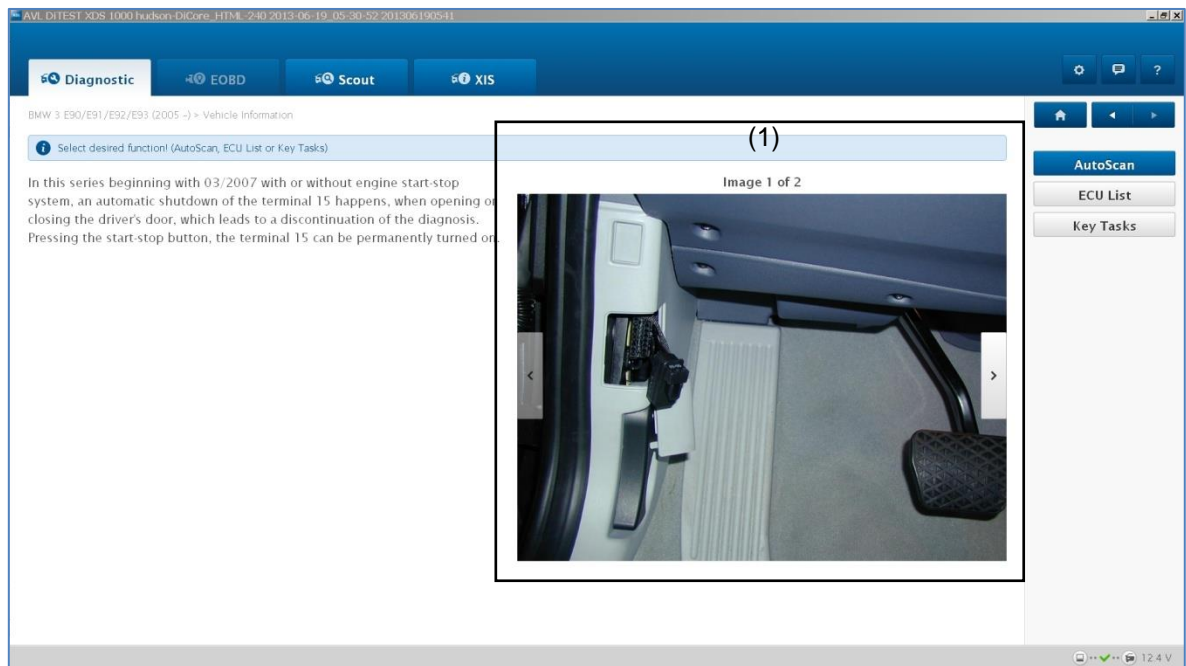 AVL DITEST XDS 1000 hudson-DiCore_HTML-240 2013-06-19_05-30-52 201306190541
Diagnostic
EOBD
Scout
XIS
?
BMW 3 E90/E91/E92/E93 (2005 -) > Vehicle Information
Select desired function! (AutoScan, ECU List or Key Tasks)
In this series beginning with 03/2007 with or without engine start-stop
system, an automatic shutdown of the terminal 15 happens, when opening or
closing the driver's door, which leads to a discontinuation of the diagnosis.
Pressing the start-stop button, the terminal 15 can be permanently turned on.
(1)
Image 1 of 2
AutoScan
ECU List
Key Tasks
12.4 V